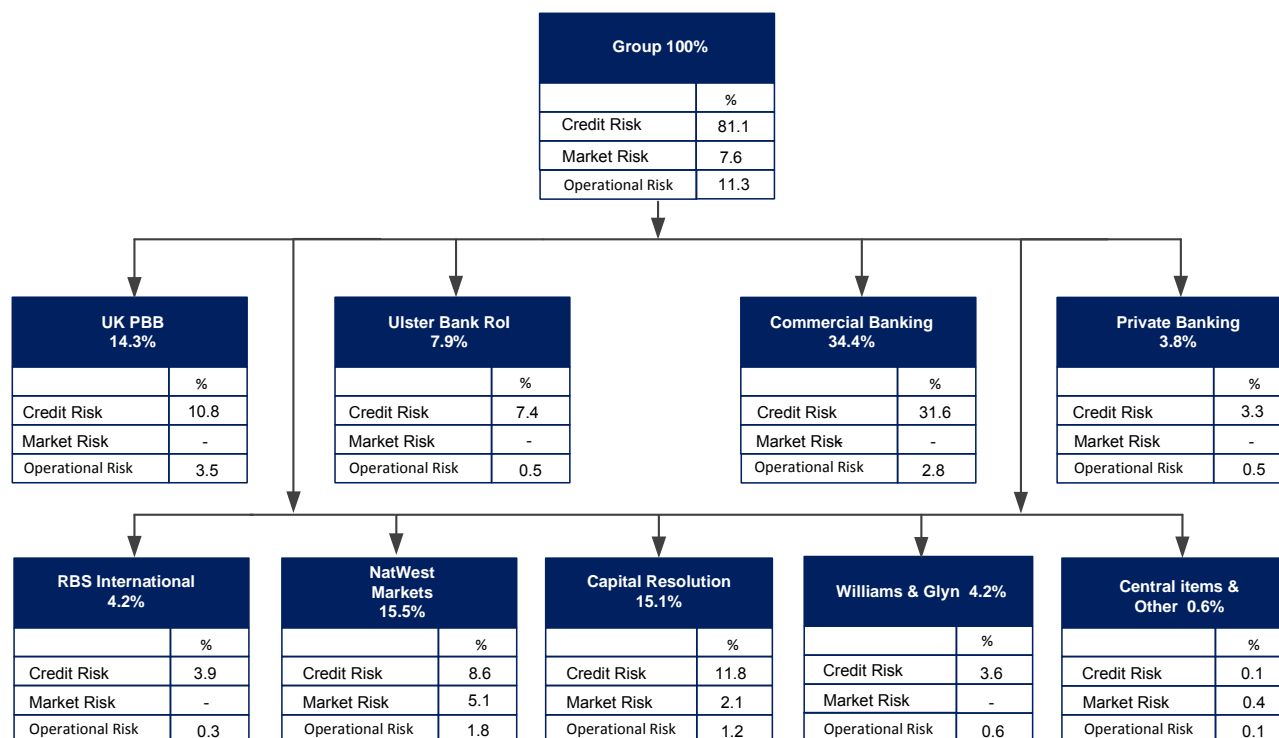 Group 100%
%
Credit Risk 81.1
Market Risk 7.6
Operational Risk 11.3
UK PBB
14.3%
%
Credit Risk 10.8
Market Risk -
Operational Risk 3.5
Ulster Bank RoI
7.9%
%
Credit Risk 7.4
Market Risk -
Operational Risk 0.5
Commercial Banking
34.4%
%
Credit Risk 31.6
Market Risk -
Operational Risk 2.8
Private Banking
3.8%
%
Credit Risk 3.3
Market Risk -
Operational Risk 0.5
RBS International
4.2%
%
Credit Risk 3.9
Market Risk -
Operational Risk 0.3
NatWest
Markets
15.5%
%
Credit Risk 8.6
Market Risk 5.1
Operational Risk 1.8
Capital Resolution
15.1%
%
Credit Risk 11.8
Market Risk 2.1
Operational Risk 1.2
Williams & Glyn 4.2%
%
Credit Risk 3.6
Market Risk -
Operational Risk 0.6
Central items &
Other 0.6%
%
Credit Risk 0.1
Market Risk 0.4
Operational Risk 0.1